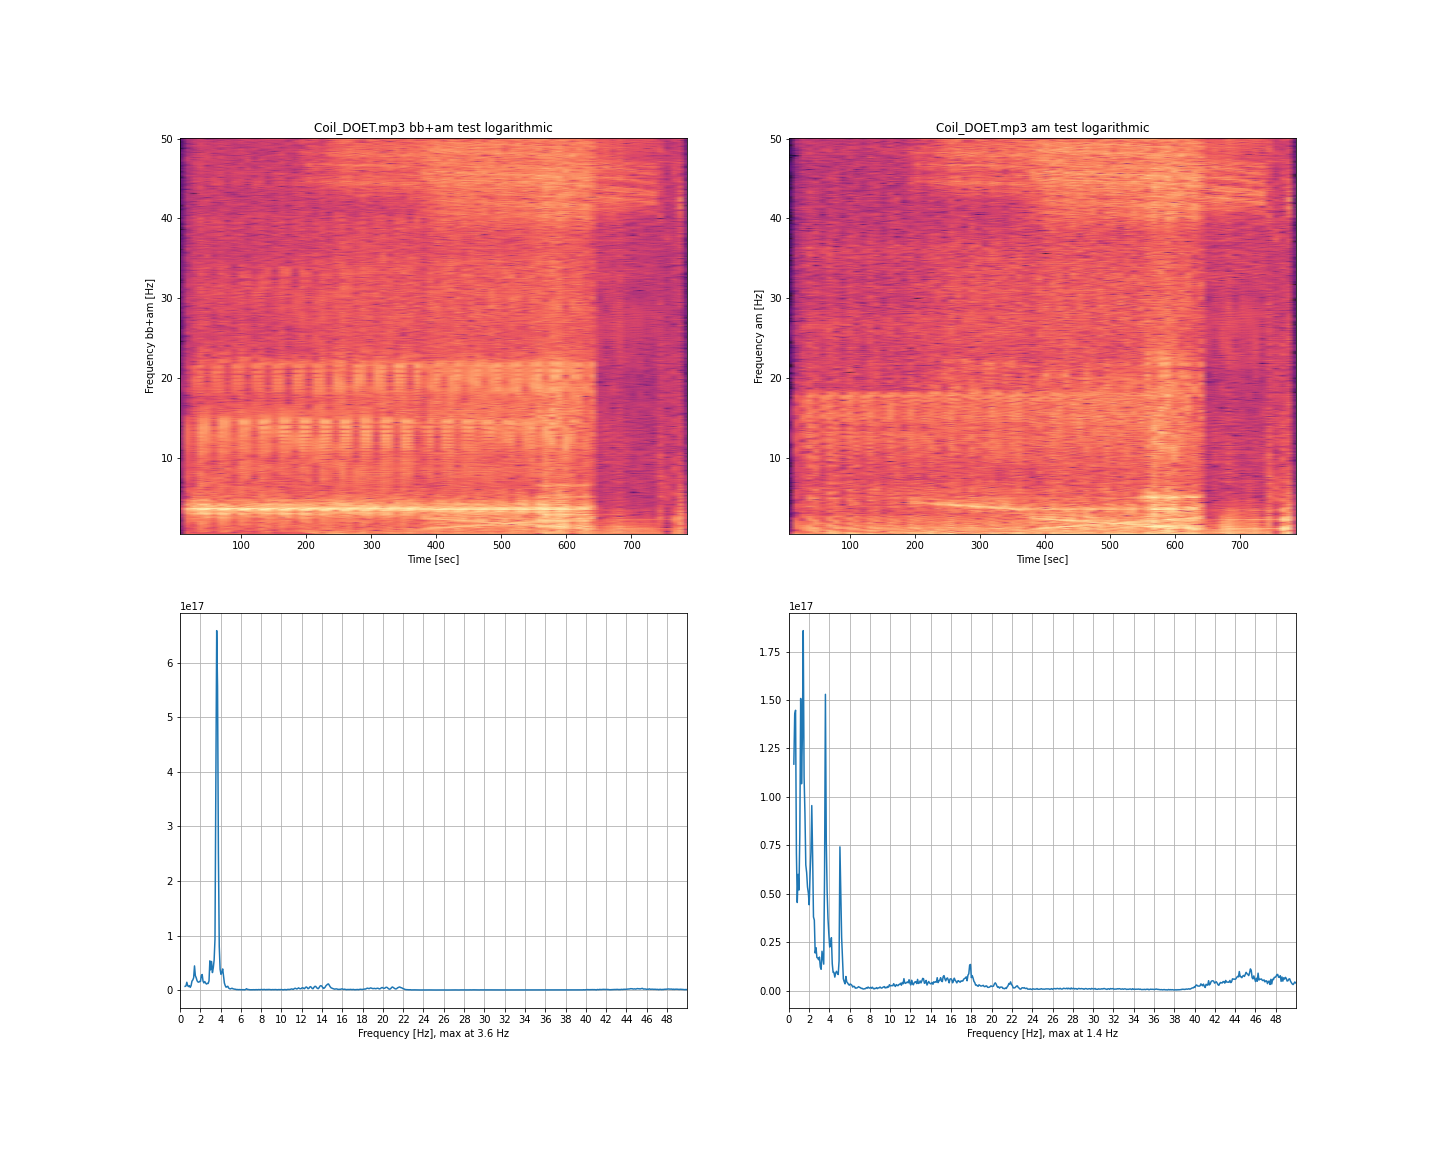 Coil_DOET.mp3 bb+am test logarithmic
50
40
30
20
10
Frequency bb+am [Hz]
100 200 300 400 500 600 700
Time [sec]
Coil_DOET.mp3 am test logarithmic
50
40
30
20
10
Frequency am [Hz]
100 200 300 400 500 600 700
Time [sec]
1e17
6
5
4
3
2
1
0
0 2 4 6 8 10 12 14 16 18 20 22 24 26 28 30 32 34 36 38 40 42 44 46 48
Frequency [Hz], max at 3.6 Hz
1e17
1.75
1.50
1.25
1.00
0.75
0.50
0.25
0.00
0 2 4 6 8 10 12 14 16 18 20 22 24 26 28 30 32 34 36 38 40 42 44 46 48
Frequency [Hz], max at 1.4 Hz